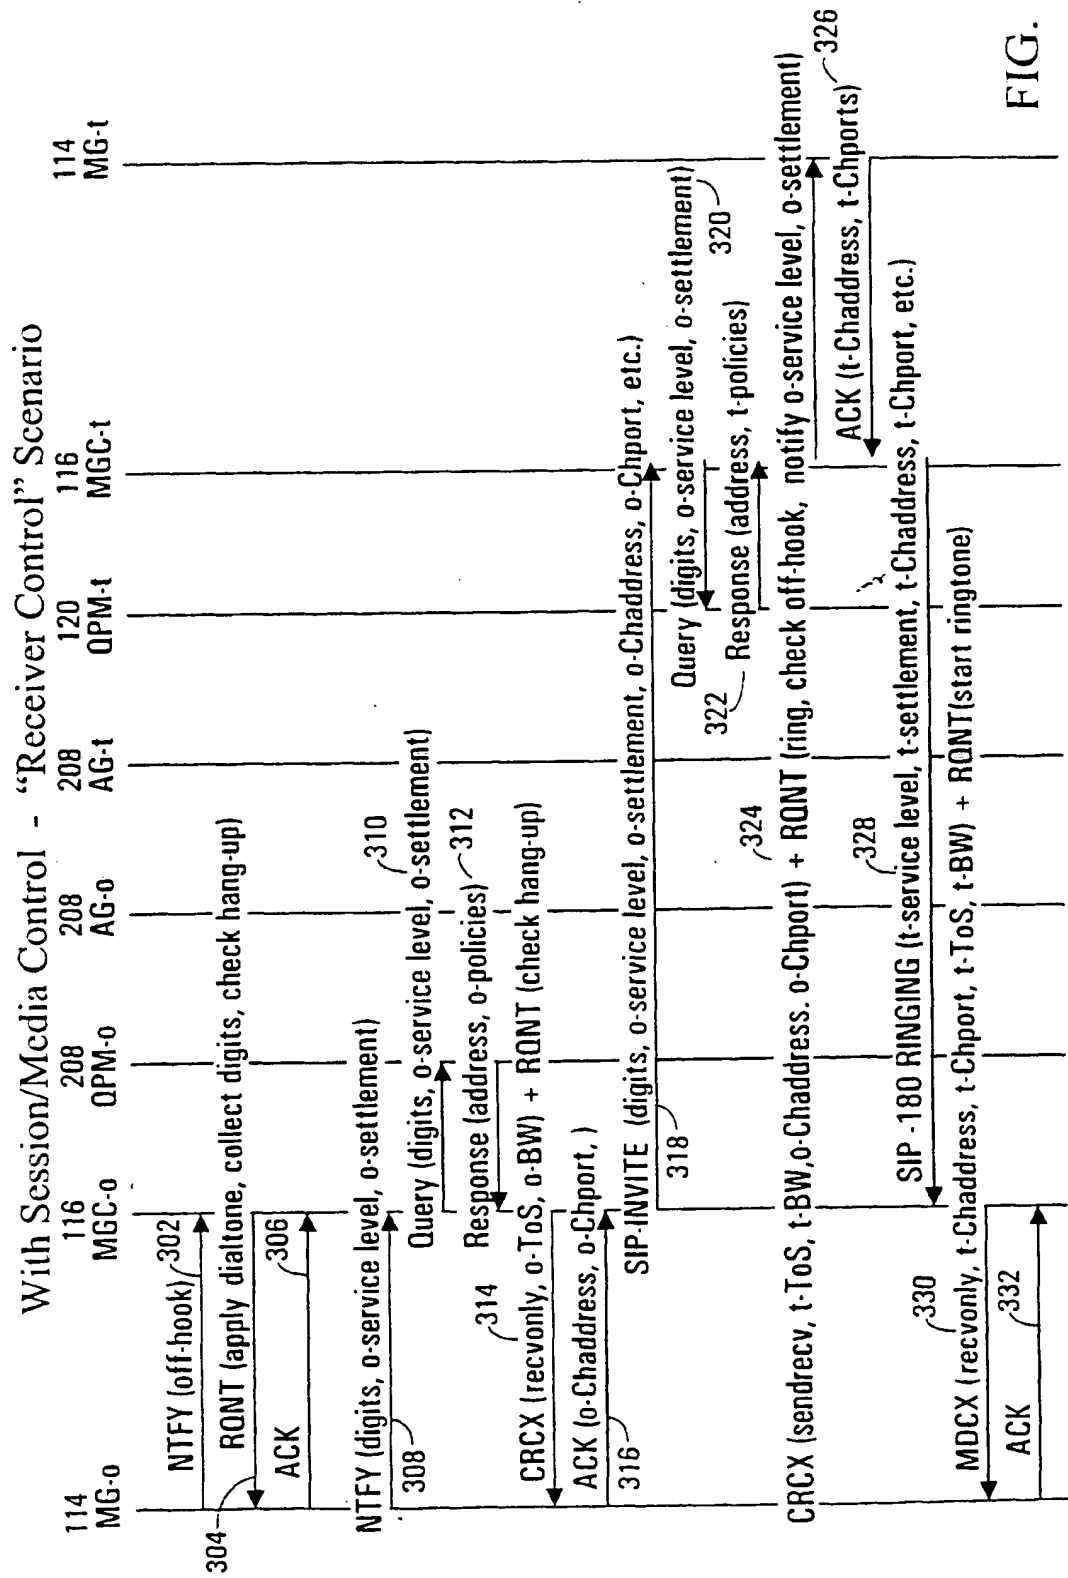 With Session/Media Control - "Receiver Control" Scenario
114
MG-o
116
MGC-o
208
QPM-o
208
AG-o
208
AG-t
120
QPM-t
116
MGC-t
114
MG-t
NTFY (off-hook)
302
304
RQNT (apply dialtone, collect digits, check hang-up)
ACK
306
NTFY (digits, o-service level, o-settlement)
308
Query (digits, o-service level, o-settlement)
310
Response (address, o-policies)
312
CRCX (recvonly, o-ToS, o-BW) + RQNT (check hang-up)
314
ACK (o-Chaddress, o-Chport, )
316
SIP-INVITE (digits, o-service level, o-settlement, o-Chaddress, o-Chport, etc.)
318
Query (digits, o-service level, o-settlement)
320
Response (address, t-policies)
322
CRCX (sendrecv, t-ToS, t-BW,o-Chaddress. o-Chport) + RQNT (ring, check off-hook, notify o-service level, o-settlement)
324
ACK (t-Chaddress, t-Chports)
326
SIP -180 RINGING (t-service level, t-settlement, t-Chaddress, t-Chport, etc.)
328
MDCX (recvonly, t-Chaddress, t-Chport, t-ToS, t-BW) + RQNT(start ringtone)
330
ACK
332
FIG.